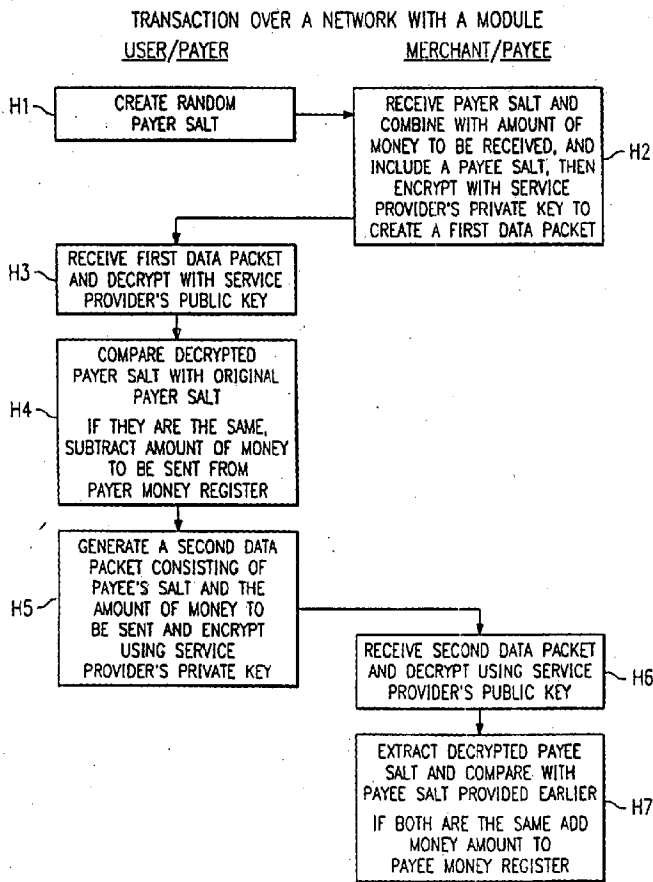 TRANSACTION OVER A NETWORK WITH A MODULE
USER/PAYER
MERCHANT/PAYEE
H1
CREATE RANDOM
PAYER SALT
RECEIVE PAYER SALT AND
COMBINE WITH AMOUNT OF
MONEY TO BE RECEIVED, AND
INCLUDE A PAYEE SALT, THEN
ENCRYPT WITH SERVICE
PROVIDER'S PRIVATE KEY TO
CREATE A FIRST DATA PACKET
H2
H3
RECEIVE FIRST DATA PACKET
AND DECRYPT WITH SERVICE
PROVIDER'S PUBLIC KEY
H4
COMPARE DECRYPTED
PAYER SALT WITH ORIGINAL
PAYER SALT
IF THEY ARE THE SAME,
SUBTRACT AMOUNT OF MONEY
TO BE SENT FROM
PAYER MONEY REGISTER
H5
GENERATE A SECOND DATA
PACKET CONSISTING OF
PAYEE'S SALT AND THE
AMOUNT OF MONEY TO
BE SENT AND ENCRYPT
USING SERVICE
PROVIDER'S PRIVATE KEY
RECEIVE SECOND DATA PACKET
AND DECRYPT USING SERVICE
PROVIDER'S PUBLIC KEY
H6
EXTRACT DECRYPTED PAYEE
SALT AND COMPARE WITH
PAYEE SALT PROVIDED EARLIER
IF BOTH ARE THE SAME ADD
MONEY AMOUNT TO
PAYEE MONEY REGISTER
H7